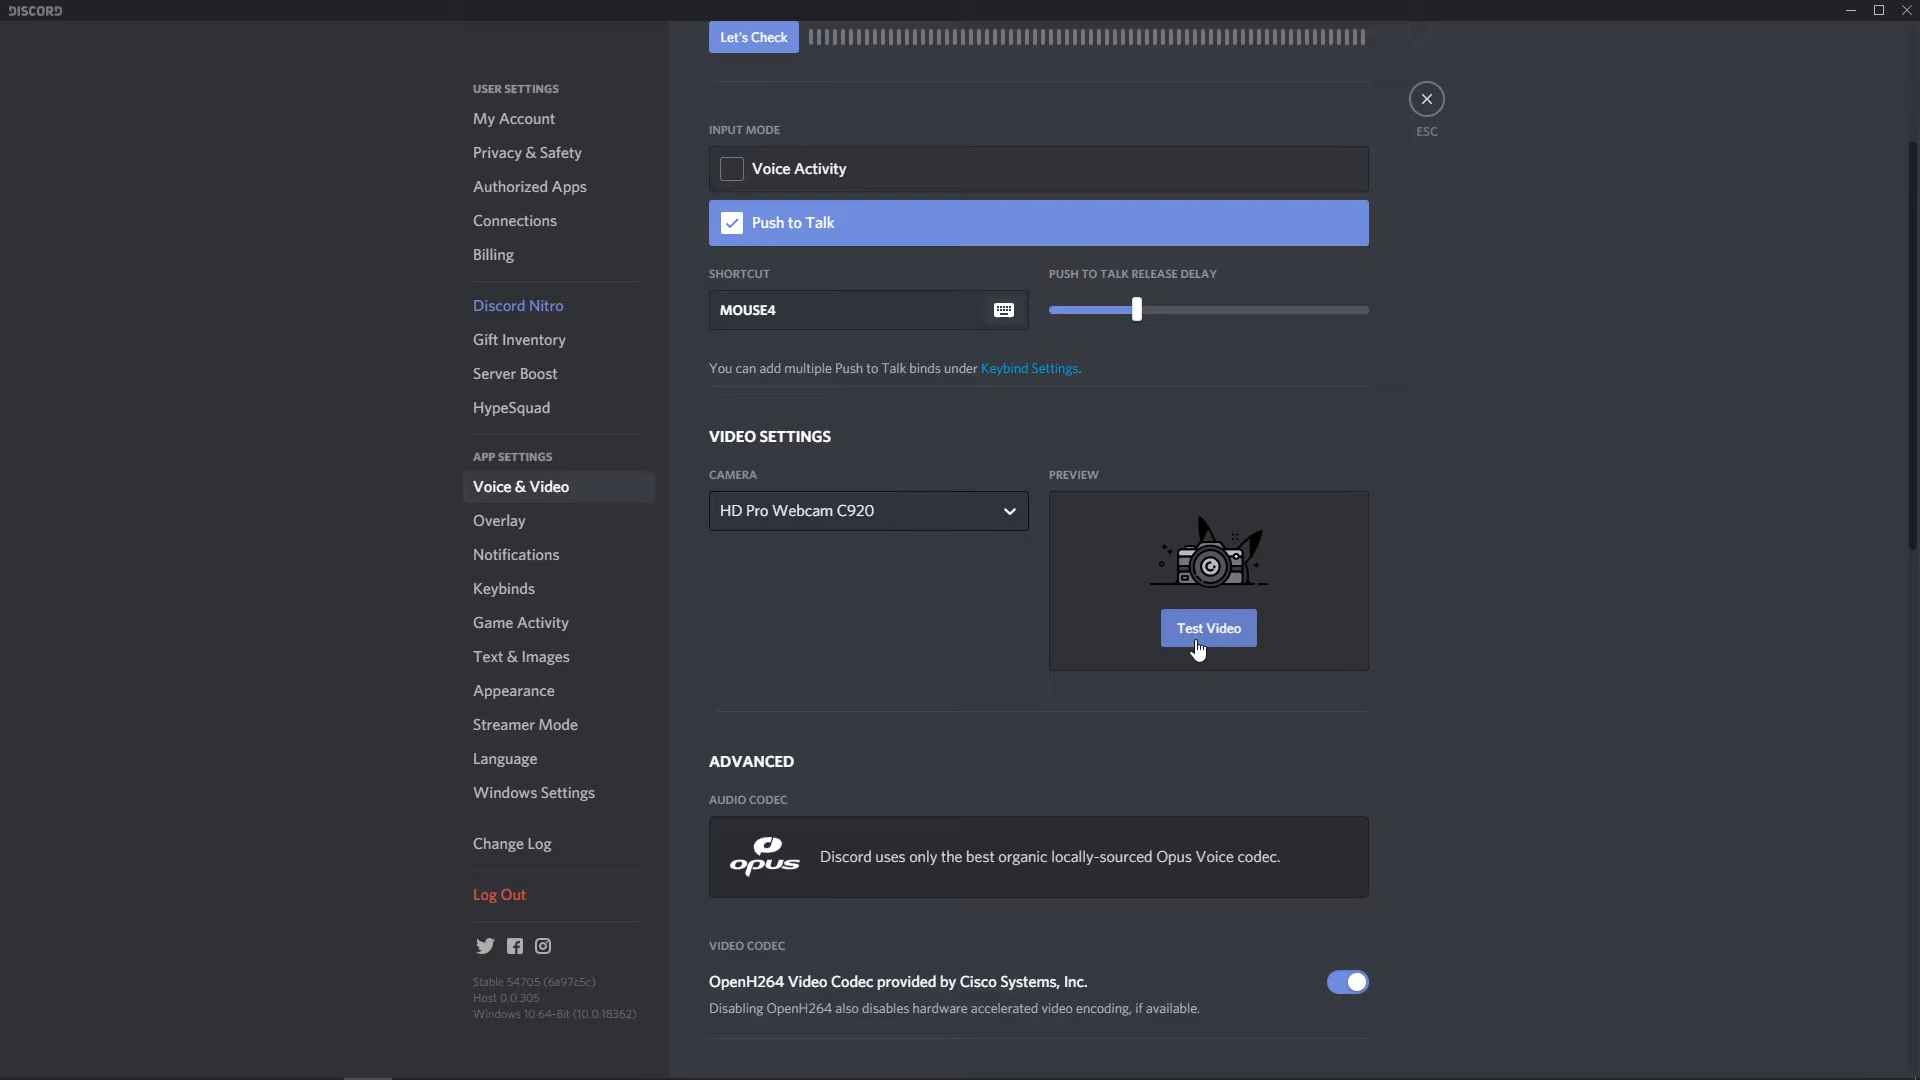 DISCORD
USER SETTINGS
My Account
Privacy & Safety
Authorized Apps
Connections
Billing
Discord Nitro
Gift Inventory
Server Boost
HypeSquad
APP SETTINGS
Voice & Video
Overlay
Notifications
Keybinds
Game Activity
Text & Images
Appearance
Streamer Mode
Language
Windows Settings
Change Log
Log Out
Stable 54705 (6a97c5c)
Host 0.0.305
Windows 10 64-Bit (10.0.18362)
Let's Check
INPUT MODE
Voice Activity
Push to Talk
SHORTCUT
MOUSE4
PUSH TO TALK RELEASE DELAY
You can add multiple Push to Talk binds under Keybind Settings.
VIDEO SETTINGS
CAMERA
HD Pro Webcam C920
PREVIEW
Test Video
ADVANCED
AUDIO CODEC
opus
Discord uses only the best organic locally-sourced Opus Voice codec.
VIDEO CODEC
OpenH264 Video Codec provided by Cisco Systems, Inc.
Disabling OpenH264 also disables hardware accelerated video encoding, if available.
ESC